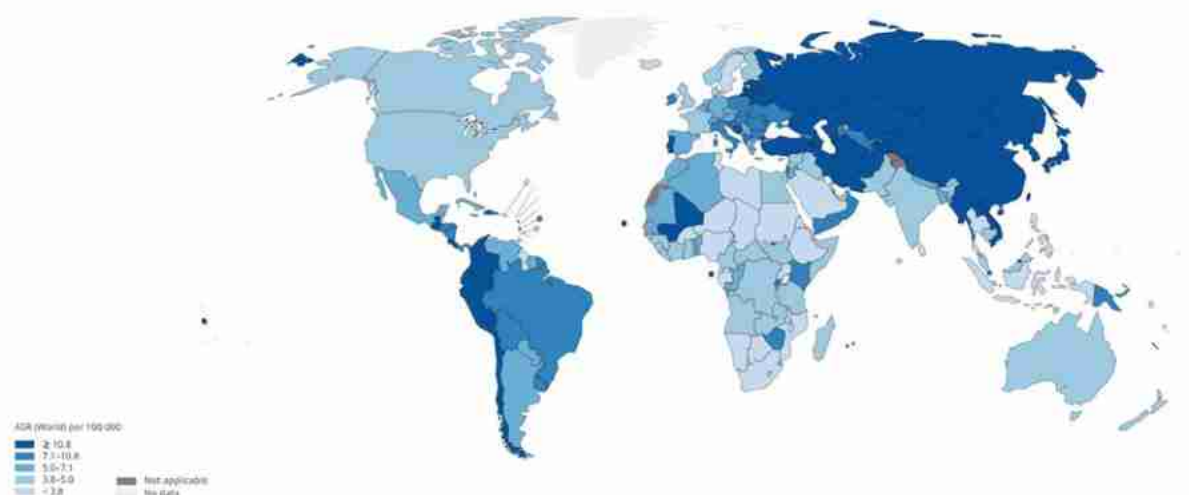 ASR (World) per 100 000
≥ 10.8
7.1–10.8
5.0–7.1
3.8–5.0
< 3.8
Not applicable
No data